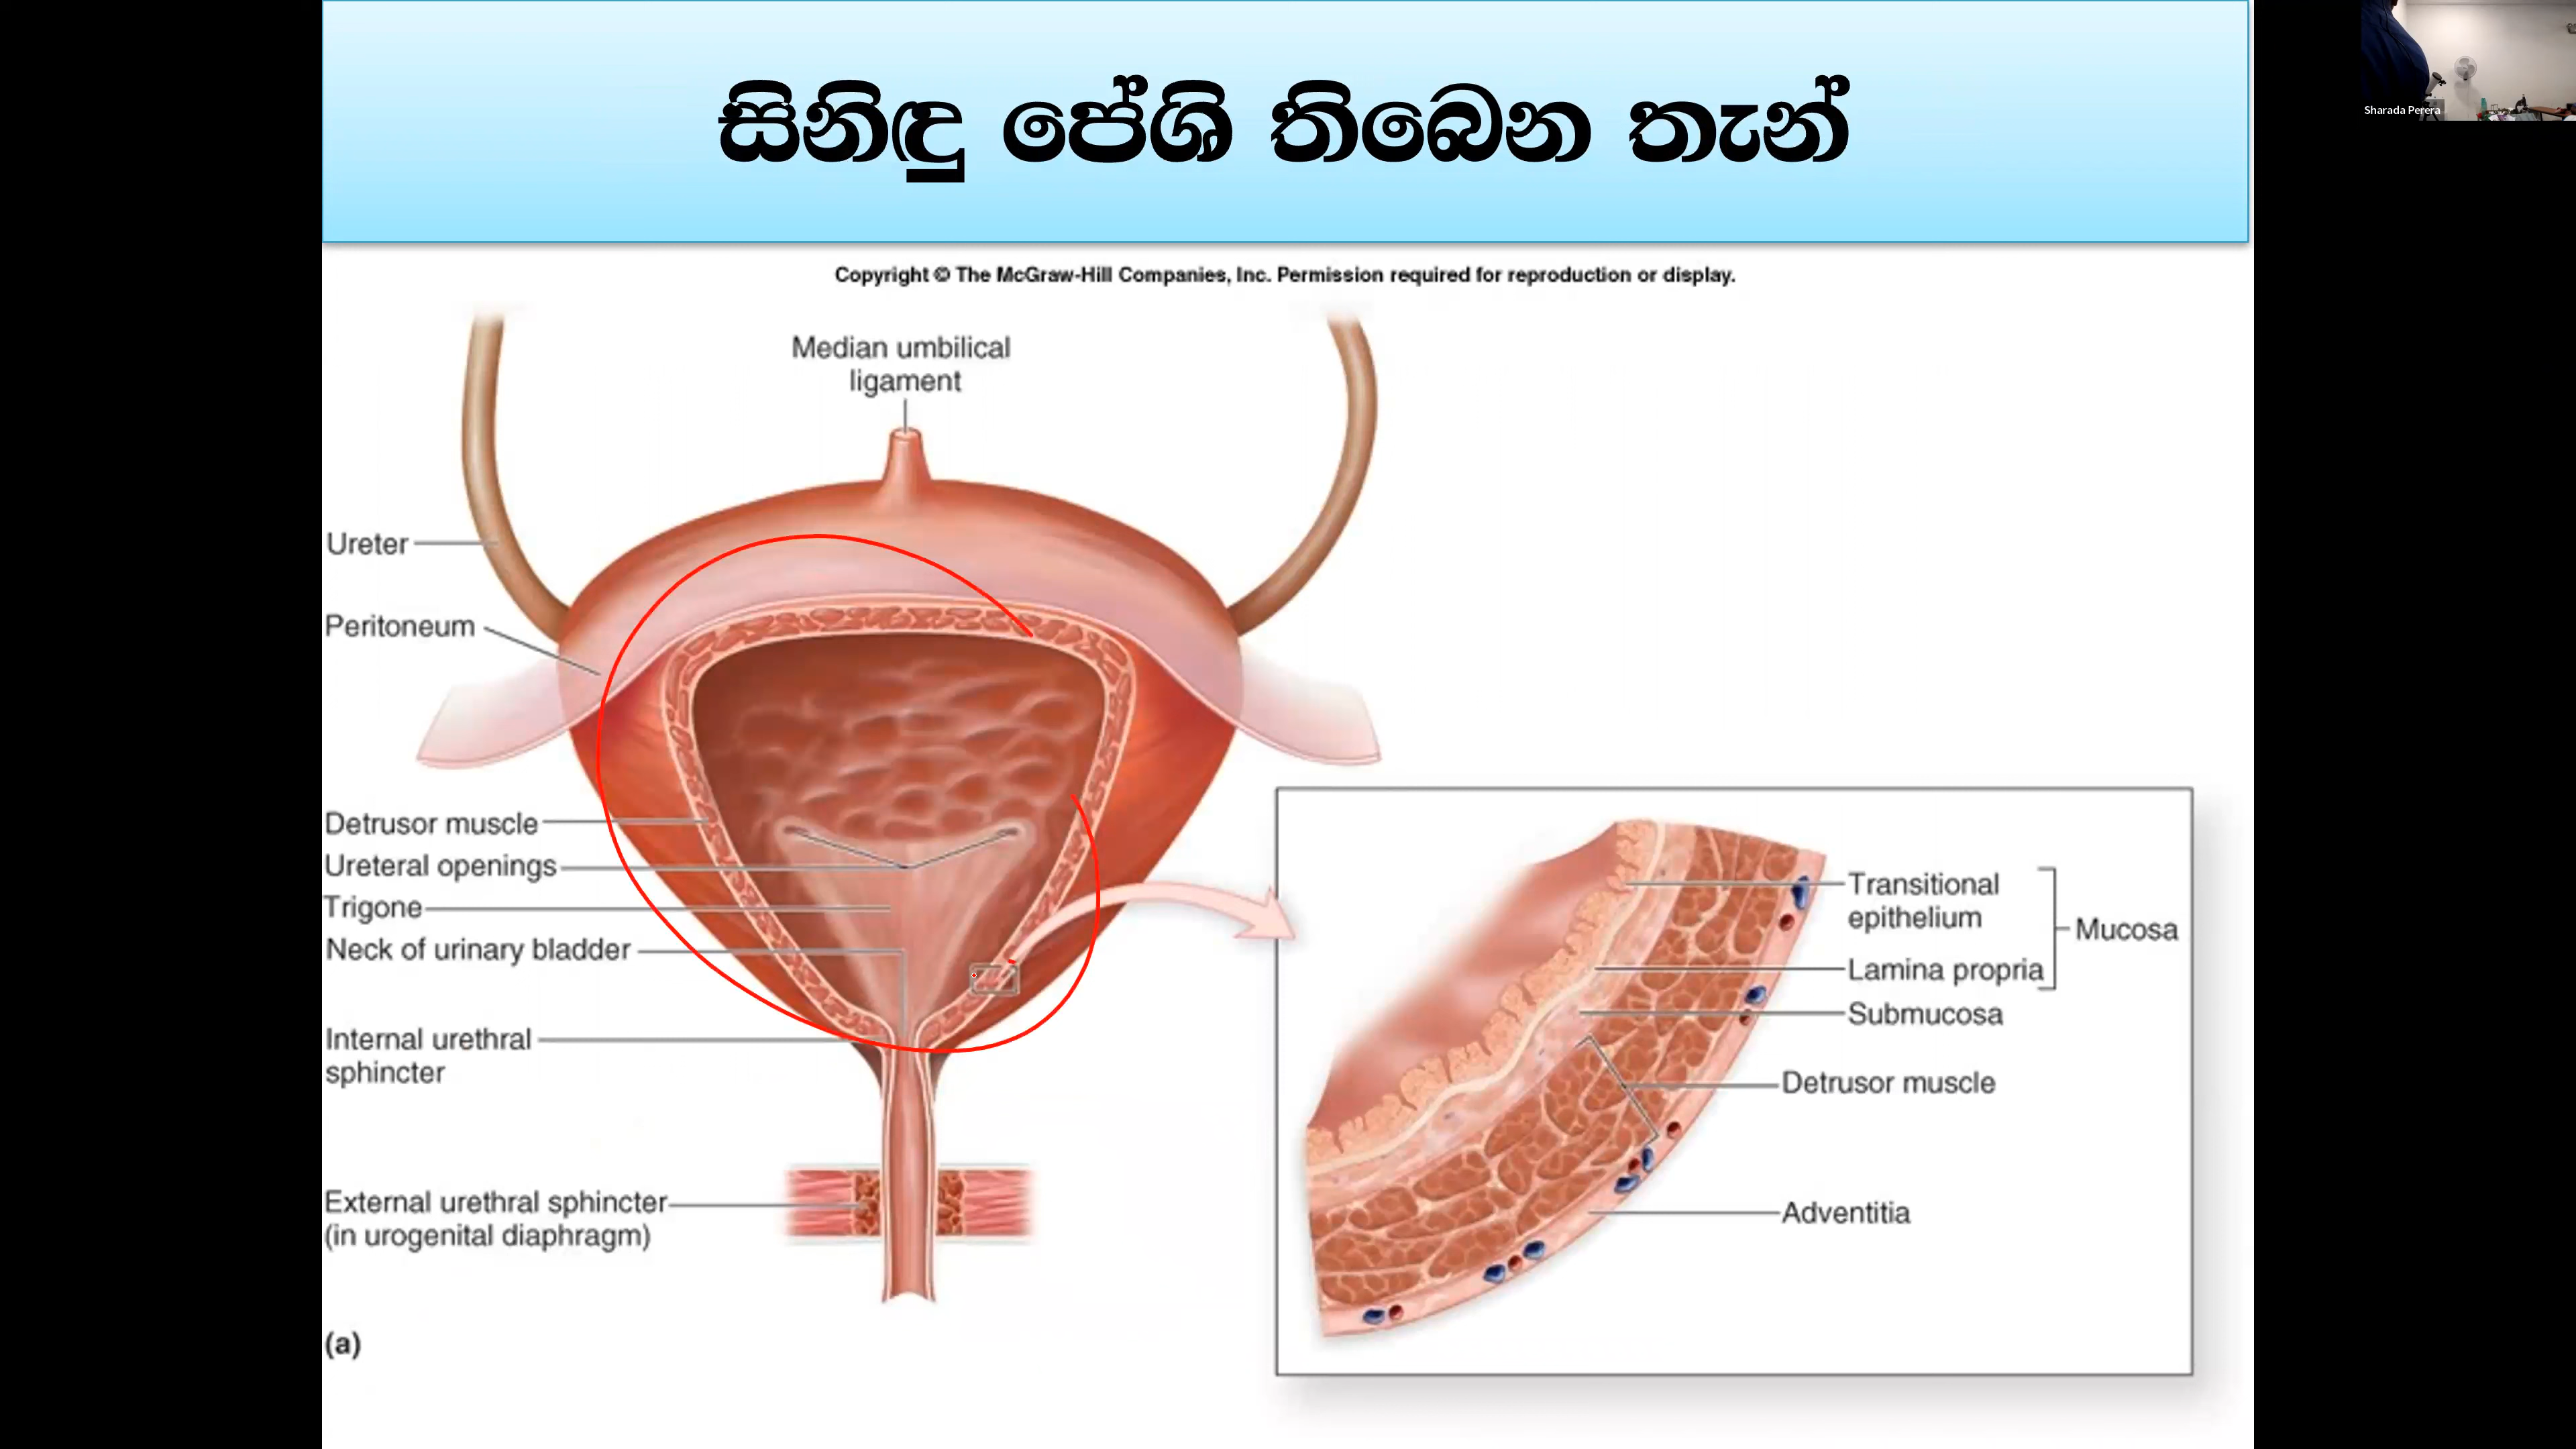 සිනිඳු පේශි තිබෙන තැන්
Sharada Perera
Copyright © The McGraw-Hill Companies, Inc. Permission required for reproduction or display.
Median umbilical
ligament
Ureter
Peritoneum
Detrusor muscle
Ureteral openings
Trigone
Neck of urinary bladder
Internal urethral
sphincter
External urethral sphincter
(in urogenital diaphragm)
(a)
Transitional
epithelium
Mucosa
Lamina propria
Submucosa
Detrusor muscle
Adventitia